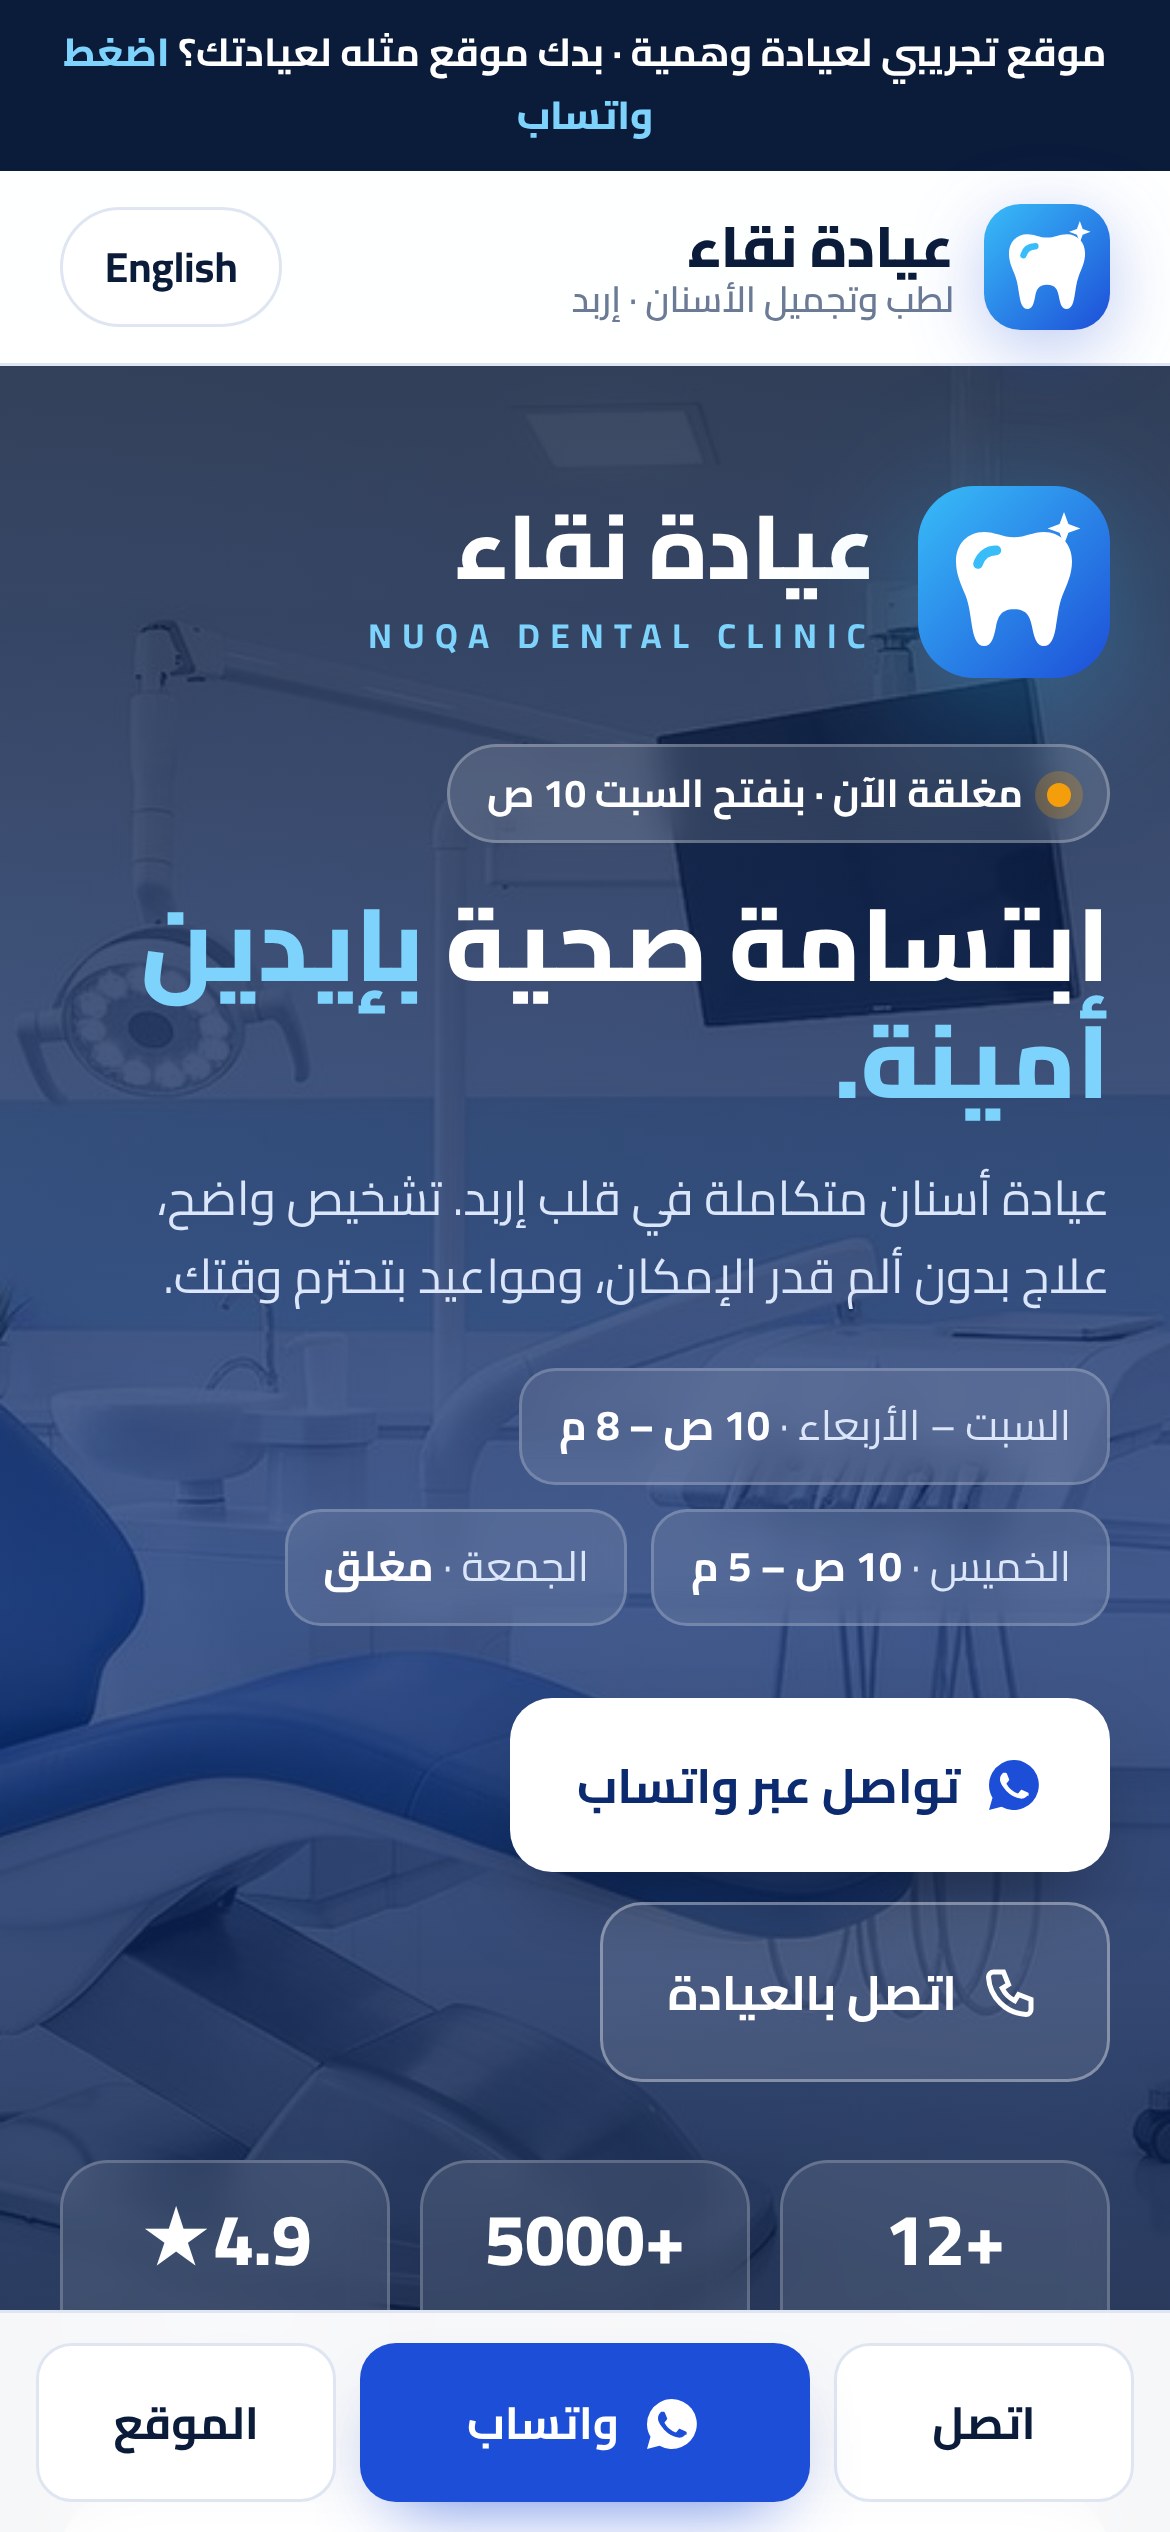 موقع تجريبي لعيادة وهمية · بدك موقع مثله لعيادتك؟ اضغط
واتساب
عيادة نقاء
لطب وتجميل الأسنان · إربد
English
عيادة نقاء
NUQA DENTAL CLINIC
مغلقة الآن · بنفتح السبت 10 ص
ابتسامة صحية بإيدين
أمينة.
عيادة أسنان متكاملة في قلب إربد. تشخيص واضح،
علاج بدون ألم قدر الإمكان، ومواعيد بتحترم وقتك.
السبت – الأربعاء · 10 ص – 8 م
الخميس · 10 ص – 5 م
الجمعة · مغلق
تواصل عبر واتساب
اتصل بالعيادة
12+
5000+
4.9★
اتصل
واتساب
الموقع